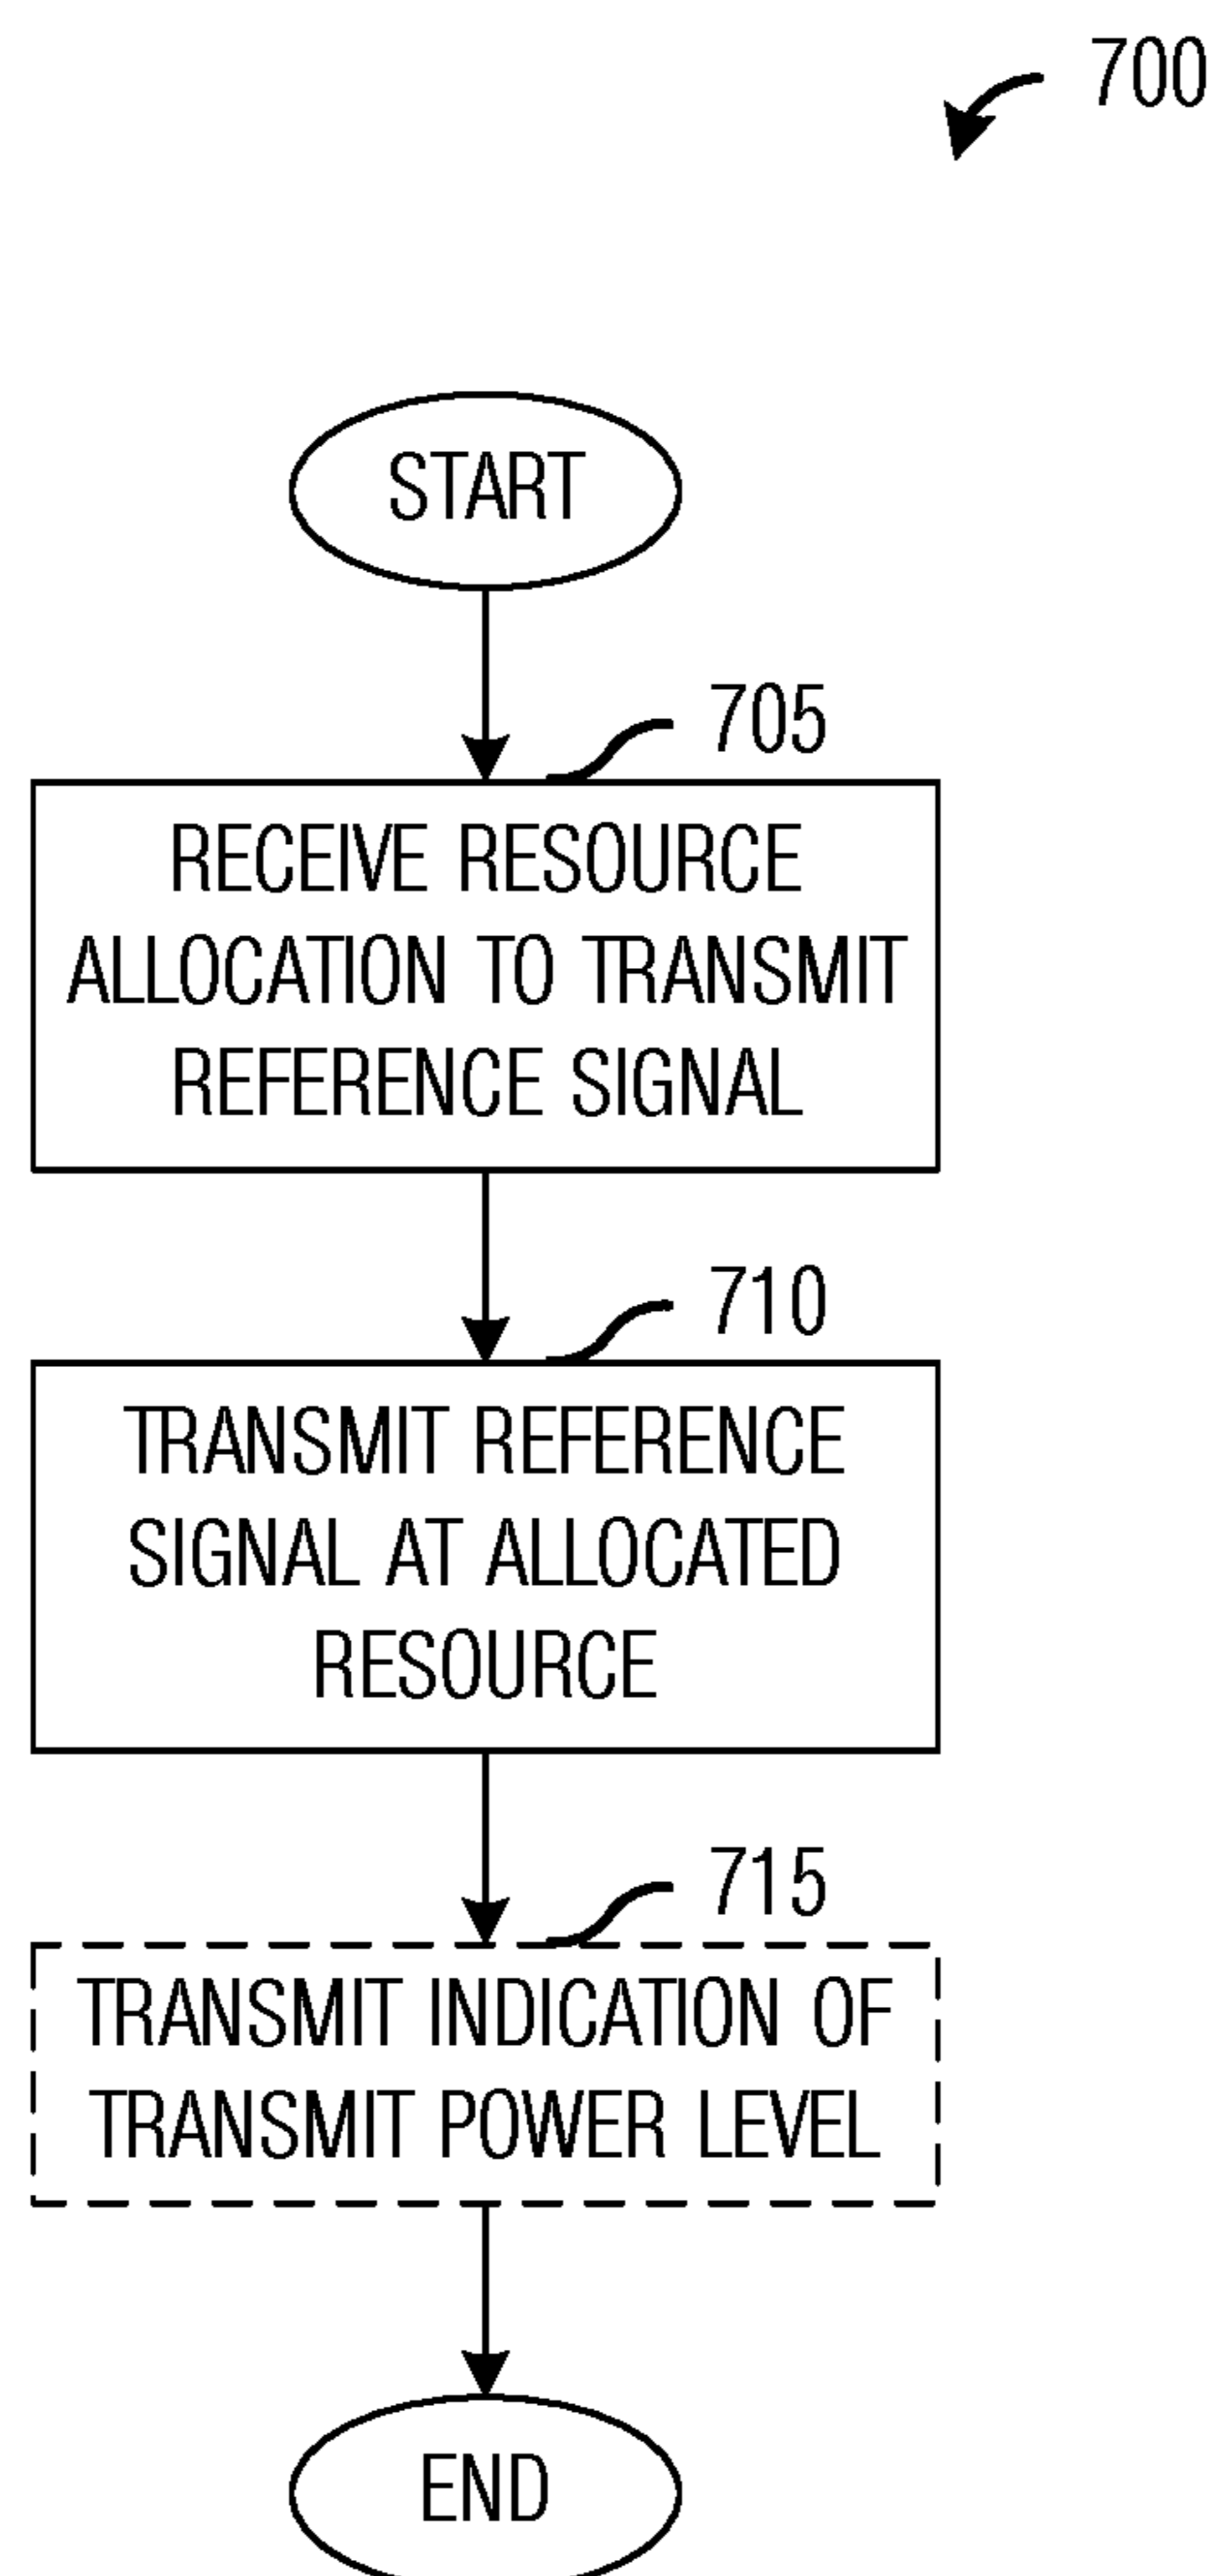 700
START
705
RECEIVE RESOURCE
ALLOCATION TO TRANSMIT
REFERENCE SIGNAL
710
TRANSMIT REFERENCE
SIGNAL AT ALLOCATED
RESOURCE
715
TRANSMIT INDICATION OF
TRANSMIT POWER LEVEL
END